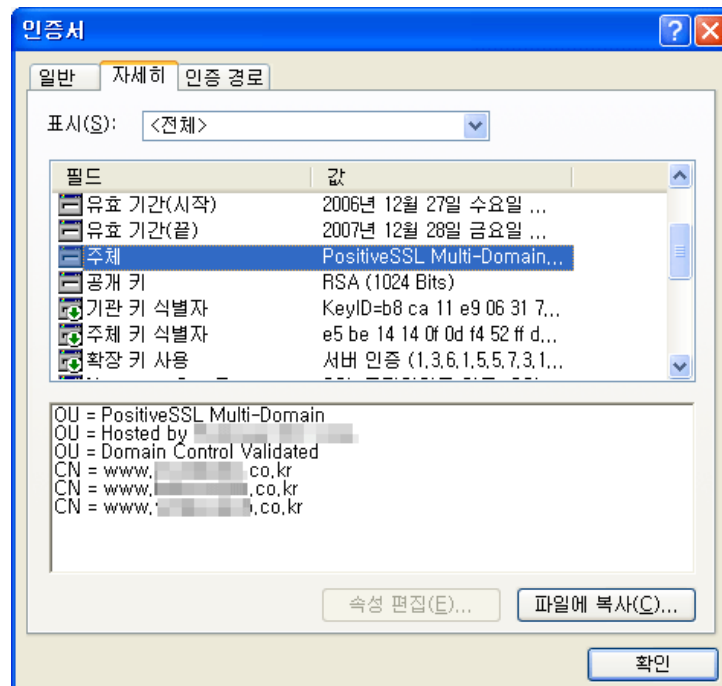 인증서
일반 자세히 인증 경로
표시(S): <전체>
필드 값
유효 기간(시작) 2006년 12월 27일 수요일 ...
유효 기간(끝) 2007년 12월 28일 금요일 ...
주체 PositiveSSL Multi-Domain...
공개 키 RSA (1024 Bits)
기관 키 식별자 KeyID=b8 ca 11 e9 06 31 7...
주체 키 식별자 e5 be 14 14 0f 0d f4 52 ff d...
확장 키 사용 서버 인증 (1.3.6.1.5.5.7.3.1...
OU = PositiveSSL Multi-Domain
OU = Hosted by
OU = Domain Control Validated
CN = www. .co.kr
CN = www. .co.kr
CN = www. .co.kr
속성 편집(E)... 파일에 복사(C)...
확인